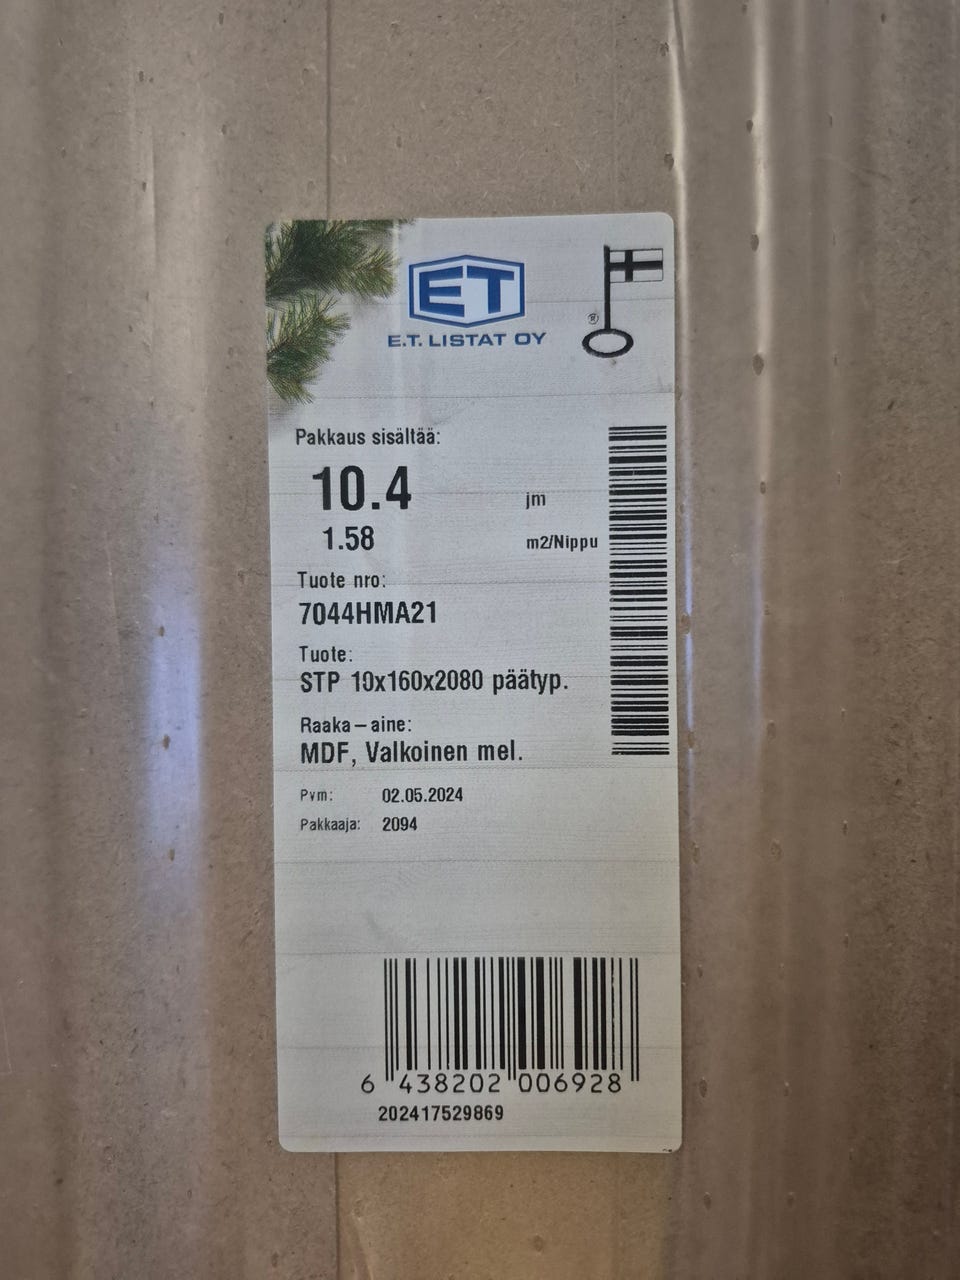 ET
E.T. LISTAT OY
®
Pakkaus sisältää:
10.4 jm
1.58 m2/Nippu
Tuote nro:
7044HMA21
Tuote:
STP 10x160x2080 päätyp.
Raaka-aine:
MDF, Valkoinen mel.
Pvm: 02.05.2024
Pakkaaja: 2094
6 438202 006928
202417529869